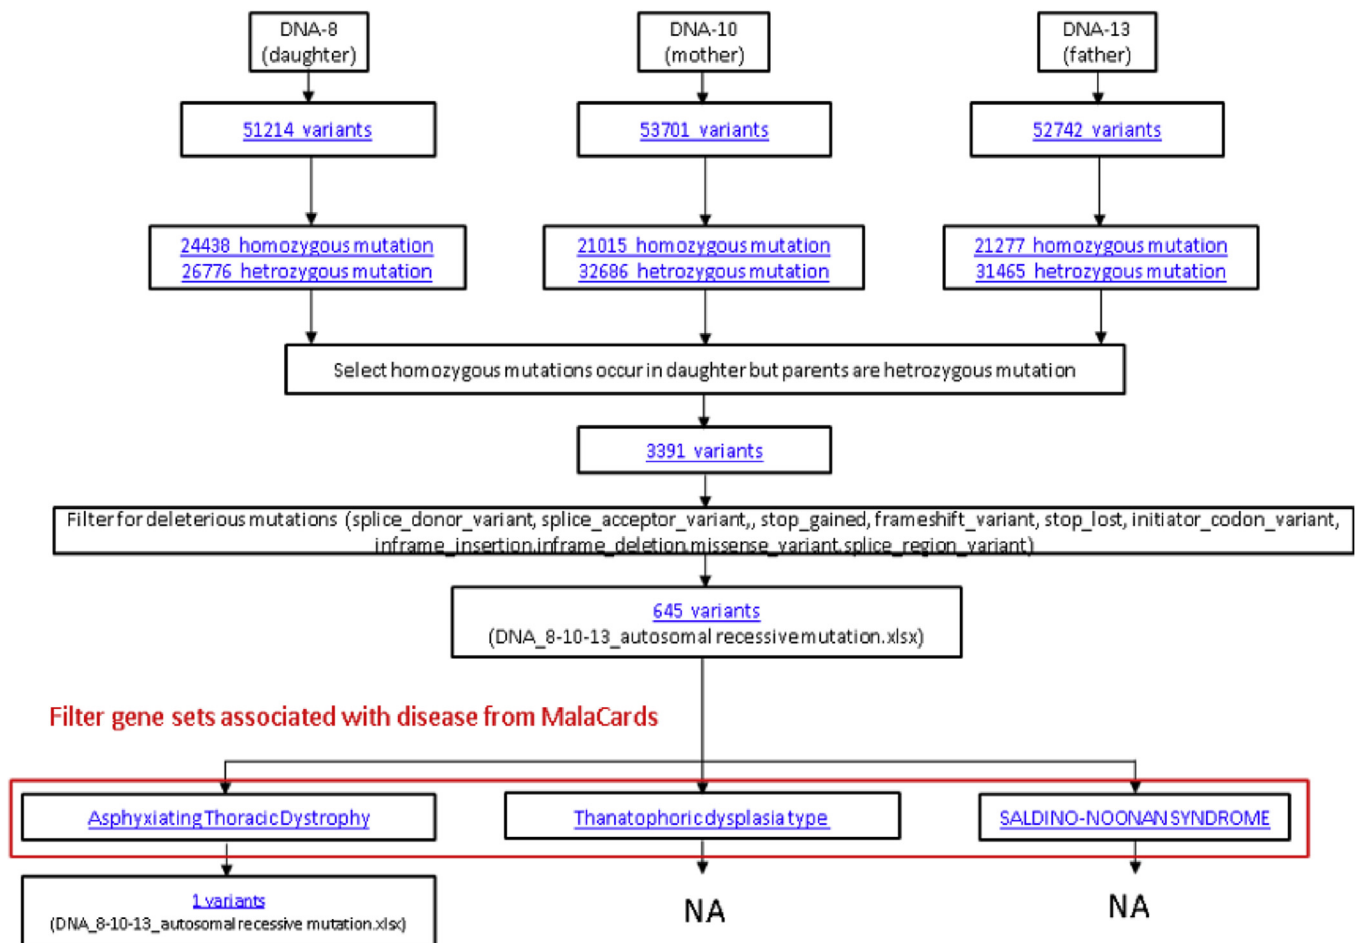 DNA-8
(daughter)
DNA-10
(mother)
DNA-13
(father)
51214 variants
53701 variants
52742 variants
24438 homozygous mutation
26776 hetrozygous mutation
21015 homozygous mutation
32686 hetrozygous mutation
21277 homozygous mutation
31465 hetrozygous mutation
Select homozygous mutations occur in daughter but parents are hetrozygous mutation
3391 variants
Filter for deleterious mutations (splice_donor_variant, splice_acceptor_variant,, stop_gained, frameshift_variant, stop_lost, initiator_codon_variant,
inframe_insertion,inframe_deletion,missense_variant,splice_region_variant)
645 variants
(DNA_8-10-13_autosomal recessive mutation.xlsx)
Filter gene sets associated with disease from MalaCards
Asphyxiating Thoracic Dystrophy
Thanatophoric dysplasia type
SALDINO-NOONAN SYNDROME
1 variants
(DNA_8-10-13_autosomal recessive mutation.xlsx)
NA
NA